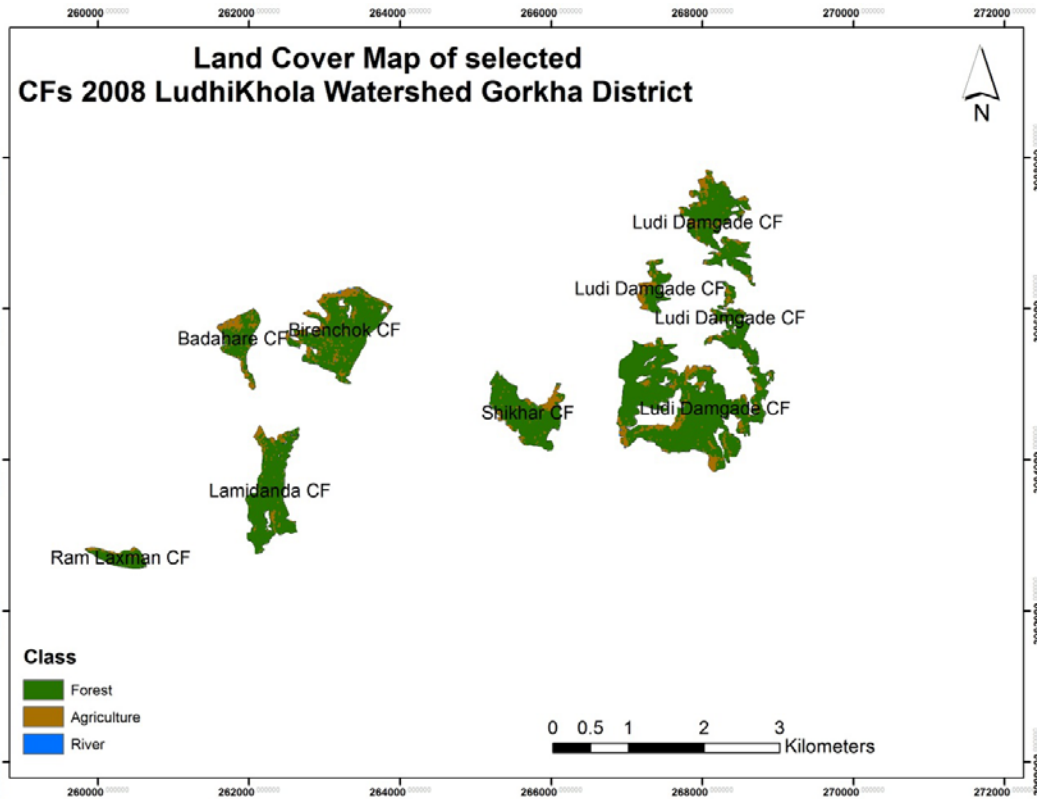 260000 262000 264000 266000 268000 270000 272000
Land Cover Map of selected
CFs 2008 LudhiKhola Watershed Gorkha District
N
Ludi Damgade CF
Ludi Damgade CF
Ludi Damgade CF
Birenchok CF
Badahare CF
Ludi Damgade CF
Shikhar CF
Lamidanda CF
Ram Laxman CF
Class
Forest
Agriculture
River
0 0.5 1 2 3
Kilometers
260000 262000 264000 266000 268000 270000 272000